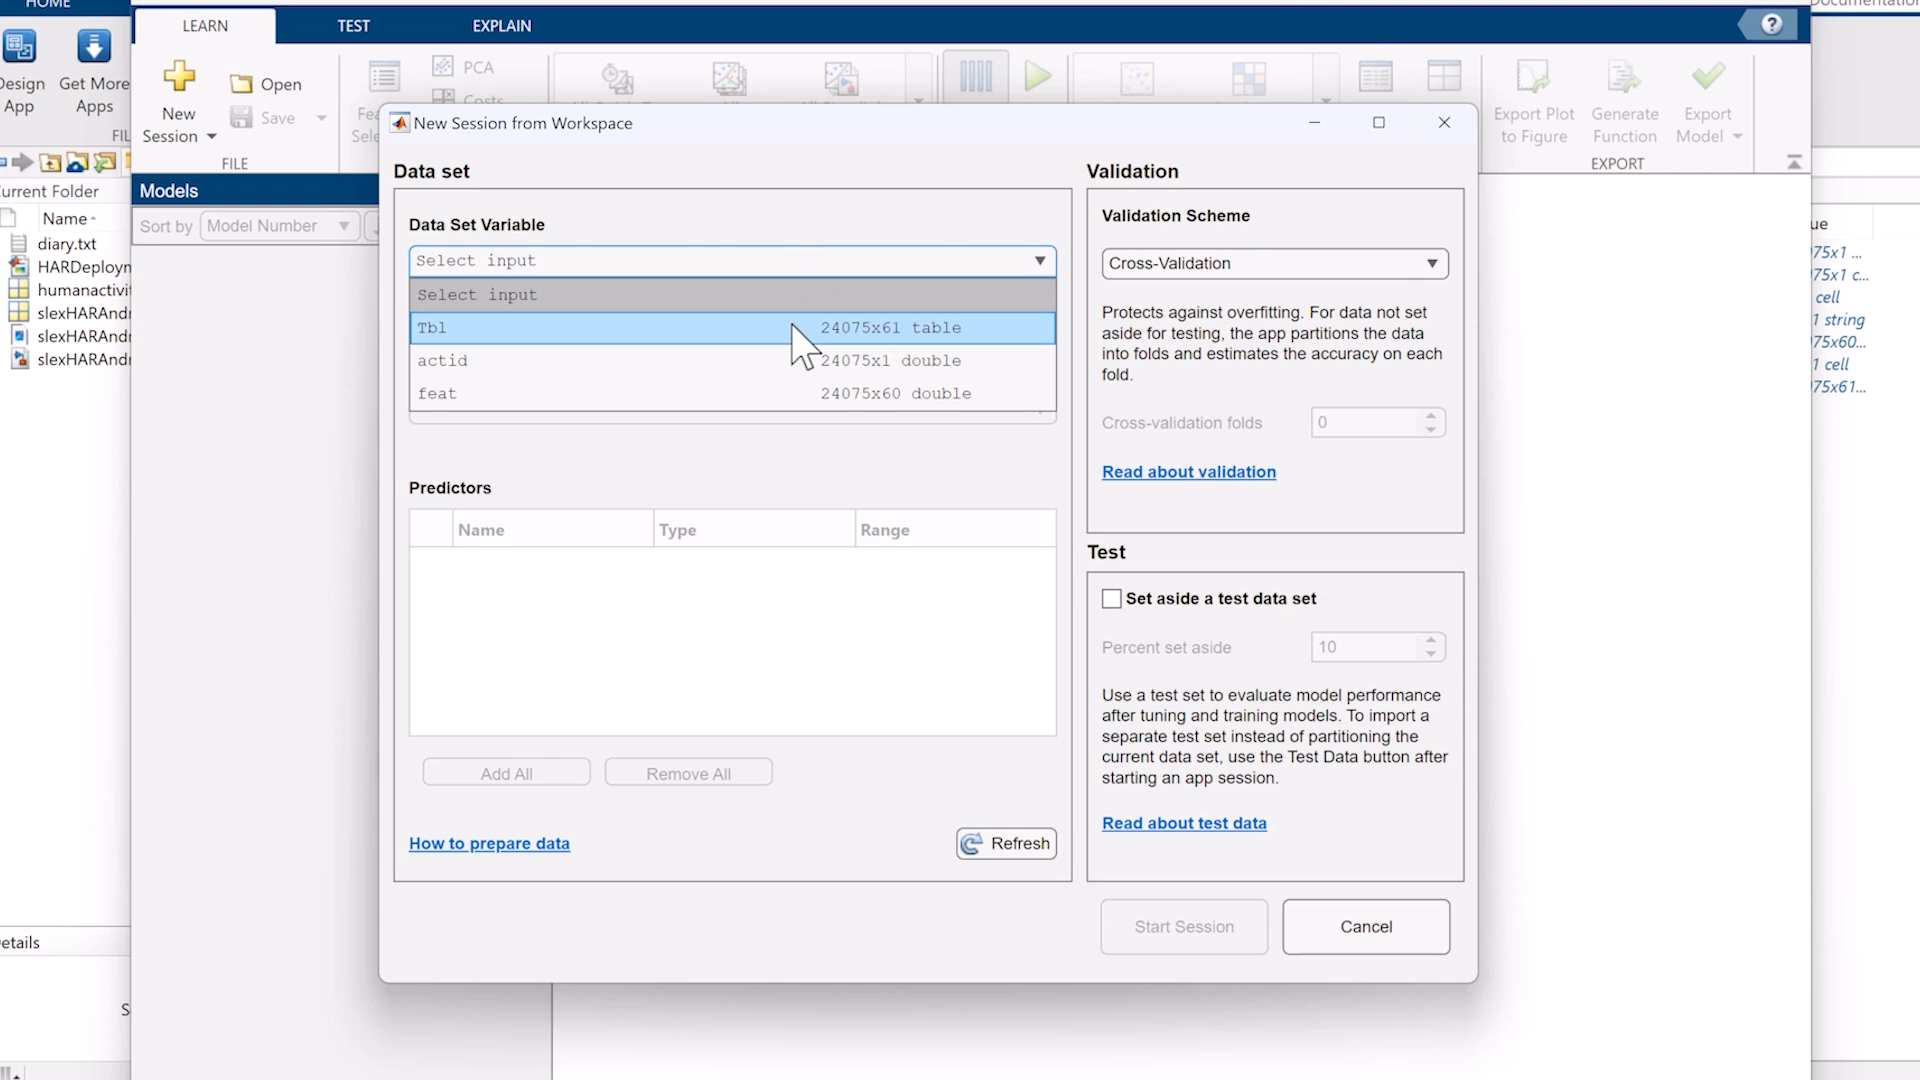 HOME
LEARN
TEST
EXPLAIN
Design
App
Get More
Apps
New
Session
Open
Save
FILE
PCA
Costs
Export Plot
to Figure
Generate
Function
Export
Model
EXPORT
New Session from Workspace
Models
Sort by
Model Number
urrent Folder
Name
diary.txt
HARDeploym
humanactivit
slexHARAndr
slexHARAndr
slexHARAndr
Data set
Data Set Variable
Select input
Select input
Tbl 24075x61 table
actid 24075x1 double
feat 24075x60 double
Predictors
Name Type Range
Add All
Remove All
How to prepare data
Refresh
Validation
Validation Scheme
Cross-Validation
Protects against overfitting. For data not set
aside for testing, the app partitions the data
into folds and estimates the accuracy on each
fold.
Cross-validation folds 0
Read about validation
Test
Set aside a test data set
Percent set aside 10
Use a test set to evaluate model performance
after tuning and training models. To import a
separate test set instead of partitioning the
current data set, use the Test Data button after
starting an app session.
Read about test data
Start Session
Cancel
ue
75x1 ...
75x1 c...
cell
1 string
75x60...
1 cell
75x61...
etails